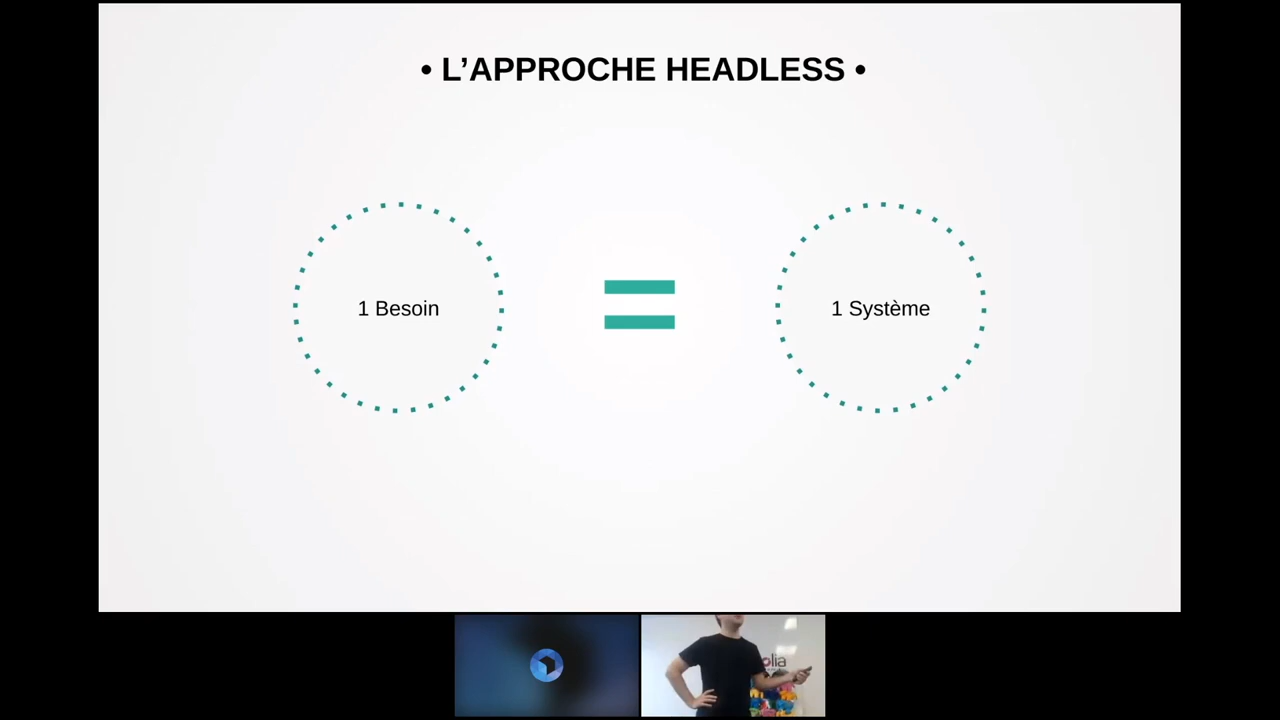 • L’APPROCHE HEADLESS •
1 Besoin
1 Système